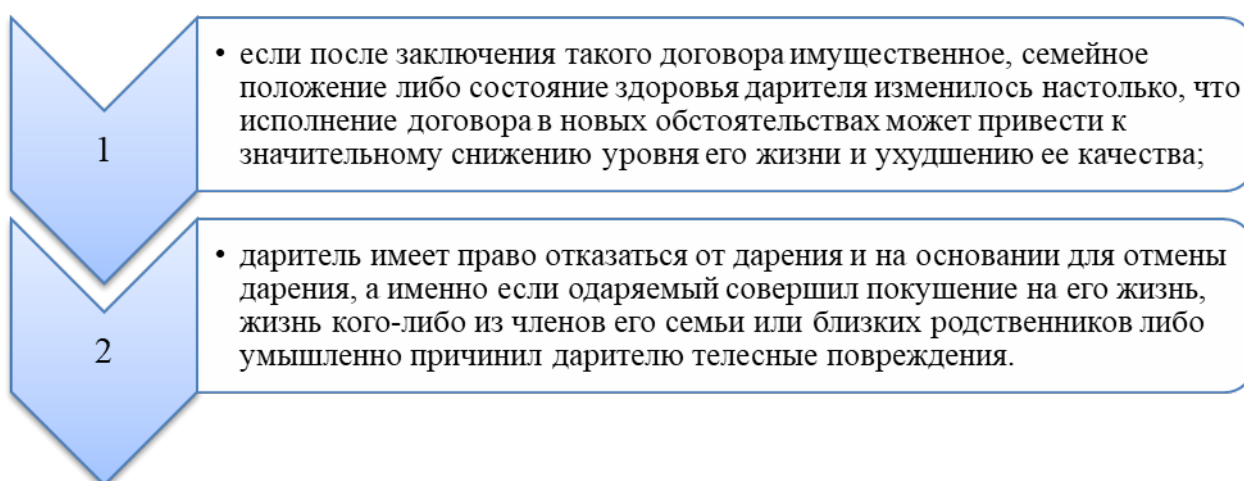 1
• если после заключения такого договора имущественное, семейное
положение либо состояние здоровья дарителя изменилось настолько, что
исполнение договора в новых обстоятельствах может привести к
значительному снижению уровня его жизни и ухудшению ее качества;
2
• даритель имеет право отказаться от дарения и на основании для отмены
дарения, а именно если одаряемый совершил покушение на его жизнь,
жизнь кого-либо из членов его семьи или близких родственников либо
умышленно причинил дарителю телесные повреждения.